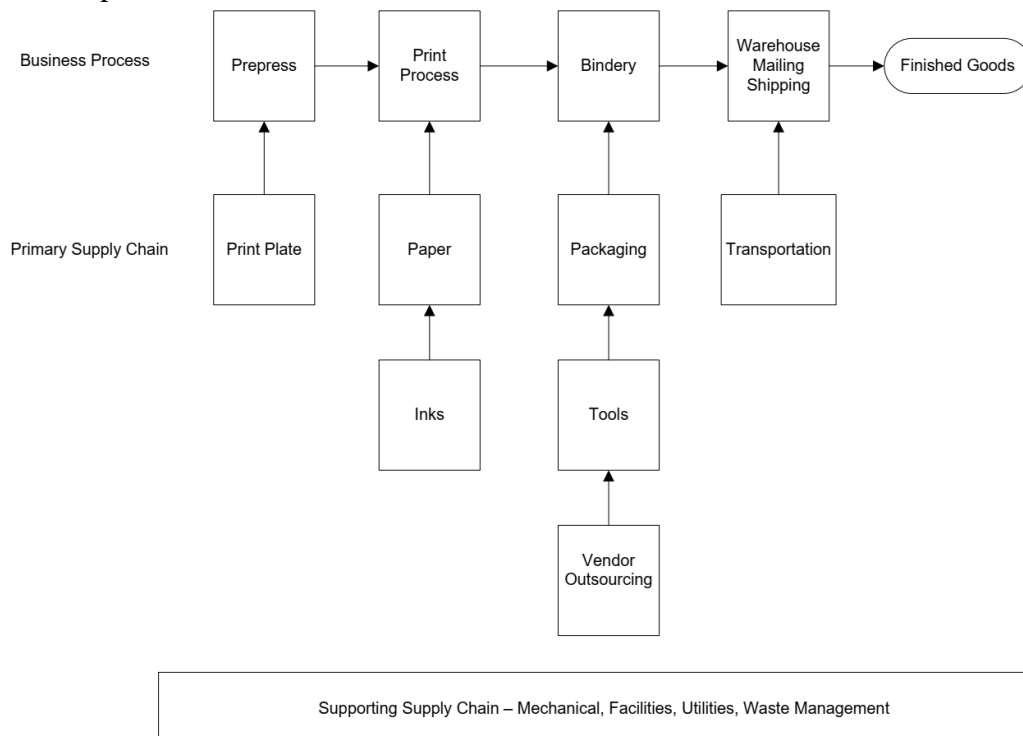 Business Process
Prepress
Print
Process
Bindery
Warehouse
Mailing
Shipping
Finished Goods
Primary Supply Chain
Print Plate
Paper
Packaging
Transportation
Inks
Tools
Vendor
Outsourcing
Supporting Supply Chain – Mechanical, Facilities, Utilities, Waste Management